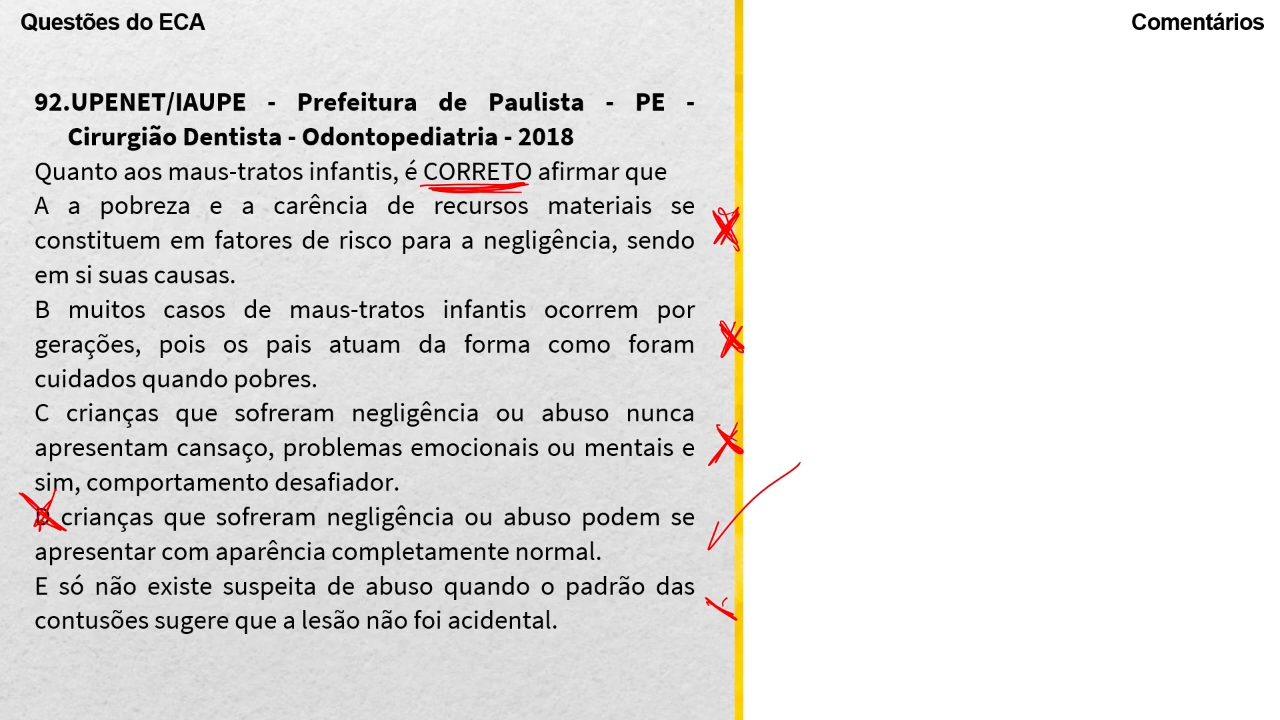 Questões do ECA
Comentários
92.UPENET/IAUPE - Prefeitura de Paulista - PE -
Cirurgião Dentista - Odontopediatria - 2018
Quanto aos maus-tratos infantis, é CORRETO afirmar que
A a pobreza e a carência de recursos materiais se
constituem em fatores de risco para a negligência, sendo
em si suas causas.
B muitos casos de maus-tratos infantis ocorrem por
gerações, pois os pais atuam da forma como foram
cuidados quando pobres.
C crianças que sofreram negligência ou abuso nunca
apresentam cansaço, problemas emocionais ou mentais e
sim, comportamento desafiador.
D crianças que sofreram negligência ou abuso podem se
apresentar com aparência completamente normal.
E só não existe suspeita de abuso quando o padrão das
contusões sugere que a lesão não foi acidental.